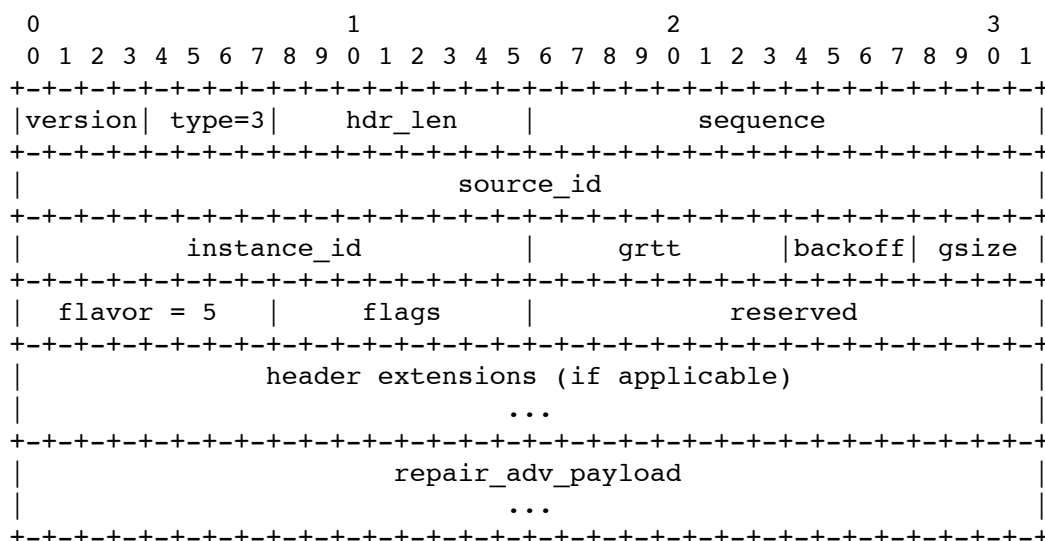 0                   1                   2                   3
 0 1 2 3 4 5 6 7 8 9 0 1 2 3 4 5 6 7 8 9 0 1 2 3 4 5 6 7 8 9 0 1
+-+-+-+-+-+-+-+-+-+-+-+-+-+-+-+-+-+-+-+-+-+-+-+-+-+-+-+-+-+-+-+-+
|version| type=3|    hdr_len    |          sequence             |
+-+-+-+-+-+-+-+-+-+-+-+-+-+-+-+-+-+-+-+-+-+-+-+-+-+-+-+-+-+-+-+-+
|                           source_id                           |
+-+-+-+-+-+-+-+-+-+-+-+-+-+-+-+-+-+-+-+-+-+-+-+-+-+-+-+-+-+-+-+-+
|          instance_id          |     grtt      |backoff| gsize |
+-+-+-+-+-+-+-+-+-+-+-+-+-+-+-+-+-+-+-+-+-+-+-+-+-+-+-+-+-+-+-+-+
|  flavor = 5   |     flags     |            reserved           |
+-+-+-+-+-+-+-+-+-+-+-+-+-+-+-+-+-+-+-+-+-+-+-+-+-+-+-+-+-+-+-+-+
|               header extensions (if applicable)               |
|                              ...                              |
+-+-+-+-+-+-+-+-+-+-+-+-+-+-+-+-+-+-+-+-+-+-+-+-+-+-+-+-+-+-+-+-+
|                       repair_adv_payload                      |
|                              ...                              |
+-+-+-+-+-+-+-+-+-+-+-+-+-+-+-+-+-+-+-+-+-+-+-+-+-+-+-+-+-+-+-+-+